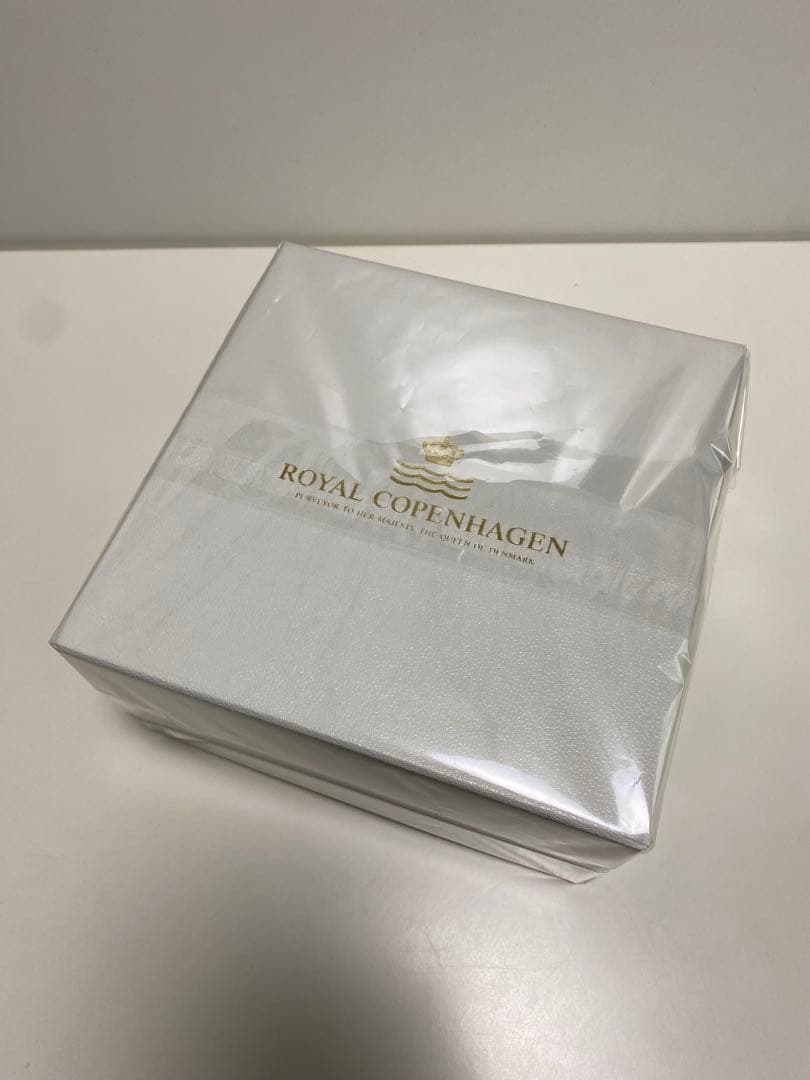 ROYAL COPENHAGEN
PURVEYOR TO HER MAJESTY THE QUEEN OF DENMARK